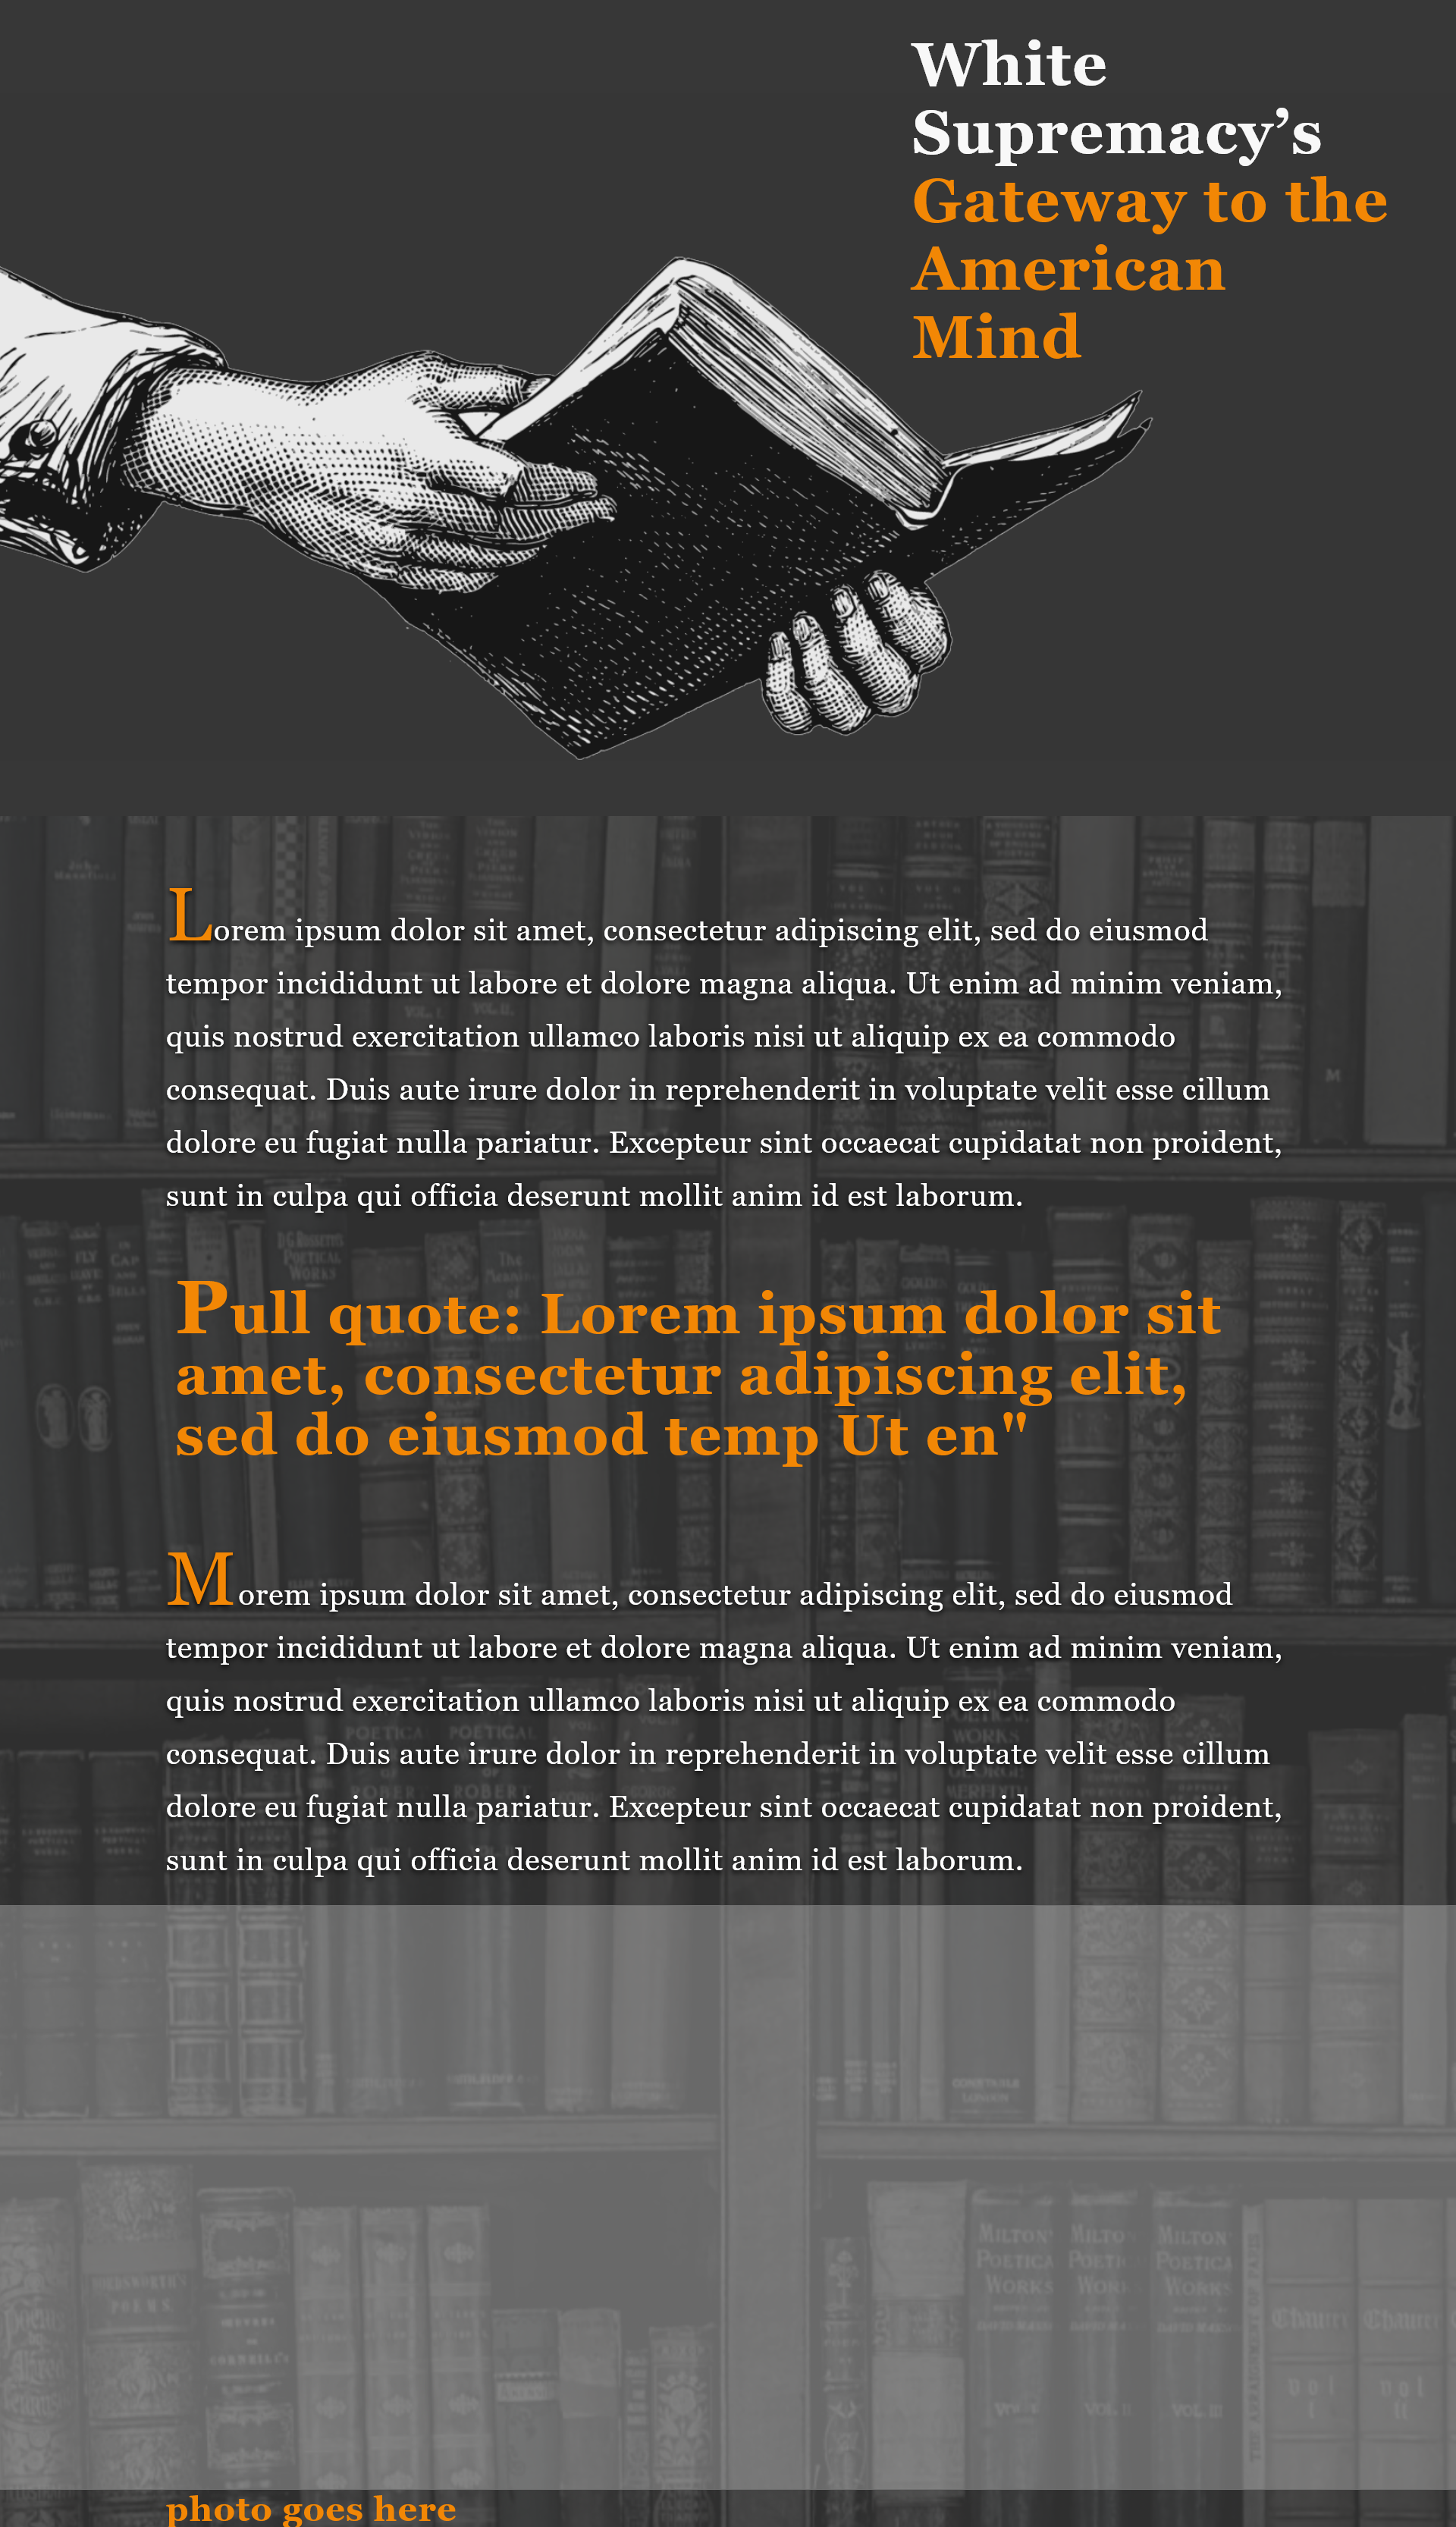 White
Supremacy’s
Gateway to the
American
Mind
Lorem ipsum dolor sit amet, consectetur adipiscing elit, sed do eiusmod
tempor incididunt ut labore et dolore magna aliqua. Ut enim ad minim veniam,
quis nostrud exercitation ullamco laboris nisi ut aliquip ex ea commodo
consequat. Duis aute irure dolor in reprehenderit in voluptate velit esse cillum
dolore eu fugiat nulla pariatur. Excepteur sint occaecat cupidatat non proident,
sunt in culpa qui officia deserunt mollit anim id est laborum.
Pull quote: Lorem ipsum dolor sit
amet, consectetur adipiscing elit,
sed do eiusmod temp Ut en"
Morem ipsum dolor sit amet, consectetur adipiscing elit, sed do eiusmod
tempor incididunt ut labore et dolore magna aliqua. Ut enim ad minim veniam,
quis nostrud exercitation ullamco laboris nisi ut aliquip ex ea commodo
consequat. Duis aute irure dolor in reprehenderit in voluptate velit esse cillum
dolore eu fugiat nulla pariatur. Excepteur sint occaecat cupidatat non proident,
sunt in culpa qui officia deserunt mollit anim id est laborum.
photo goes here